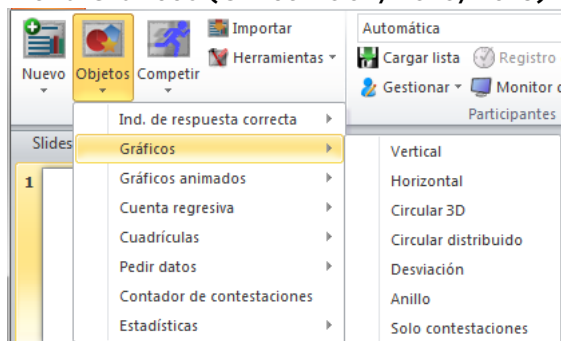 Importar
Herramientas
Nuevo Objetos Competir
Automática
Cargar lista Registro
Gestionar Monitor
Participantes
Slides
1
Ind. de respuesta correcta
Gráficos
Gráficos animados
Cuenta regresiva
Cuadrículas
Pedir datos
Contador de contestaciones
Estadísticas
Vertical
Horizontal
Circular 3D
Circular distribuido
Desviación
Anillo
Solo contestaciones